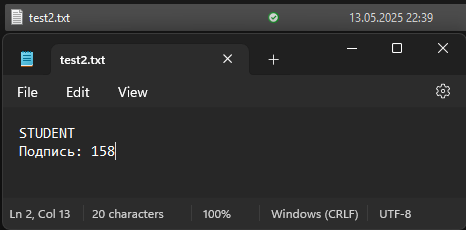 test2.txt 13.05.2025 22:39
test2.txt
File Edit View
STUDENT
Подпись: 158
Ln 2, Col 13 20 characters 100% Windows (CRLF) UTF-8